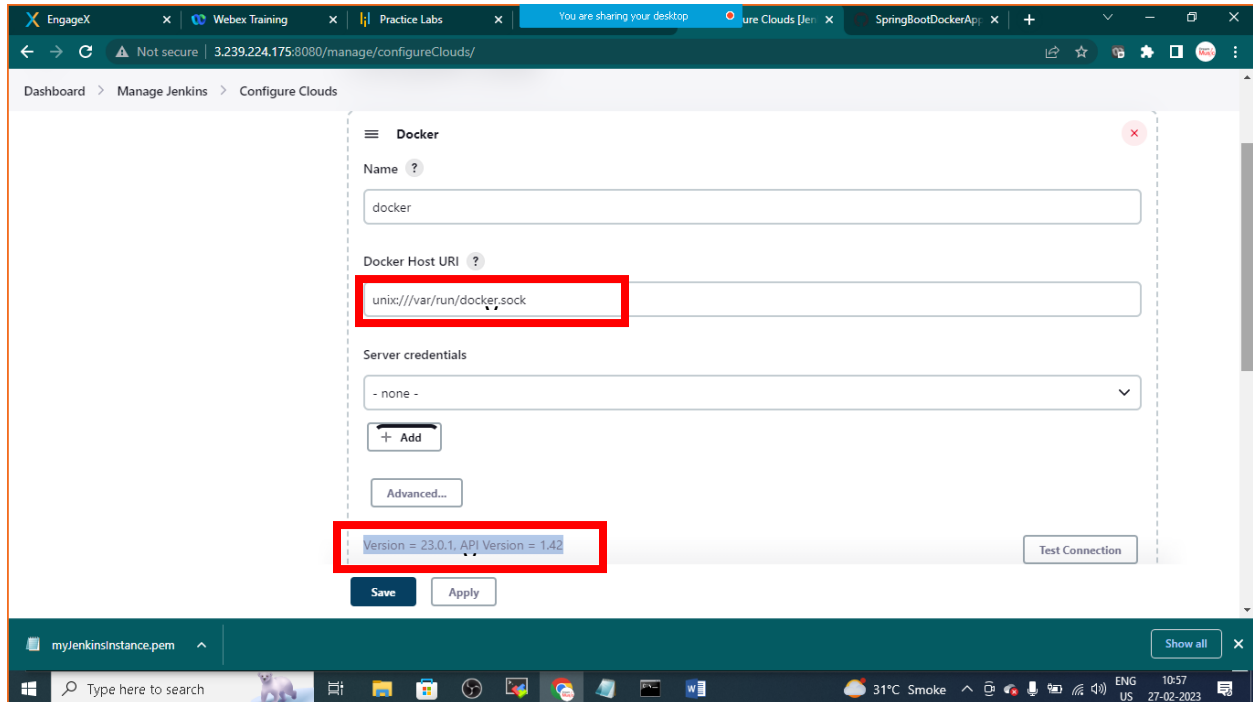 EngageX
Webex Training
Practice Labs
You are sharing your desktop
ure Clouds [Jen
SpringBootDockerApp
Not secure | 3.239.224.175:8080/manage/configureClouds/
Dashboard > Manage Jenkins > Configure Clouds
Docker
Name ?
docker
Docker Host URI ?
unix:///var/run/docker.sock
Server credentials
- none -
+ Add
Advanced...
Version = 23.0.1, API Version = 1.42
Test Connection
Save Apply
myJenkinsInstance.pem
Show all
Type here to search
31°C Smoke
ENG
US
10:57
27-02-2023